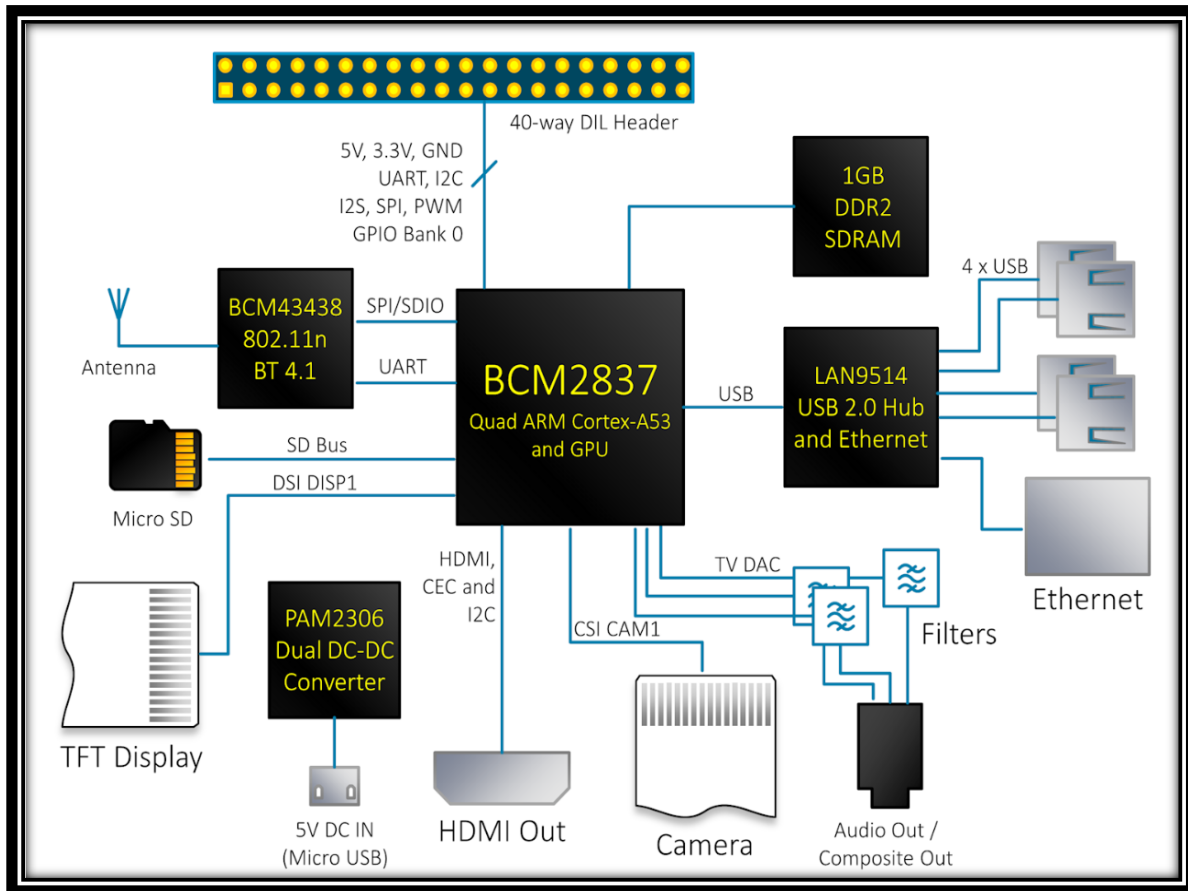 40-way DIL Header
5V, 3.3V, GND
UART, I2C
I2S, SPI, PWM
GPIO Bank 0
1GB
DDR2
SDRAM
4 x USB
BCM43438
802.11n
BT 4.1
SPI/SDIO
UART
Antenna
BCM2837
Quad ARM Cortex-A53
and GPU
USB
LAN9514
USB 2.0 Hub
and Ethernet
SD Bus
Micro SD
DSI DISP1
HDMI,
CEC and
I2C
TV DAC
CSI CAM1
Filters
Ethernet
PAM2306
Dual DC-DC
Converter
TFT Display
5V DC IN
(Micro USB)
HDMI Out
Camera
Audio Out /
Composite Out